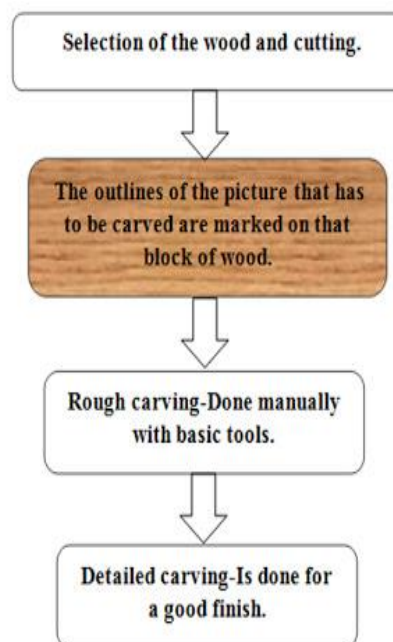 Selection of the wood and cutting.
The outlines of the picture that has
to be carved are marked on that
block of wood.
Rough carving-Done manually
with basic tools.
Detailed carving-Is done for
a good finish.